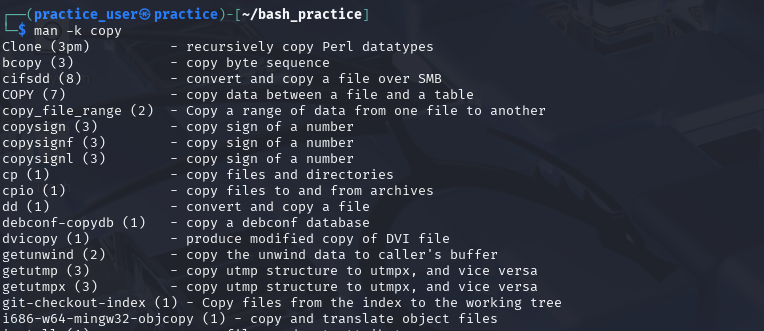 ┌──(practice_user㉿practice)-[~/bash_practice]
└─$ man -k copy
Clone (3pm)          - recursively copy Perl datatypes
bcopy (3)            - copy byte sequence
cifsdd (8)           - convert and copy a file over SMB
COPY (7)             - copy data between a file and a table
copy_file_range (2)  - Copy a range of data from one file to another
copysign (3)         - copy sign of a number
copysignf (3)        - copy sign of a number
copysignl (3)        - copy sign of a number
cp (1)               - copy files and directories
cpio (1)             - copy files to and from archives
dd (1)               - convert and copy a file
debconf-copydb (1)   - copy a debconf database
dvicopy (1)          - produce modified copy of DVI file
getunwind (2)        - copy the unwind data to caller's buffer
getutmp (3)          - copy utmp structure to utmpx, and vice versa
getutmpx (3)         - copy utmp structure to utmpx, and vice versa
git-checkout-index (1) - Copy files from the index to the working tree
i686-w64-mingw32-objcopy (1) - copy and translate object files